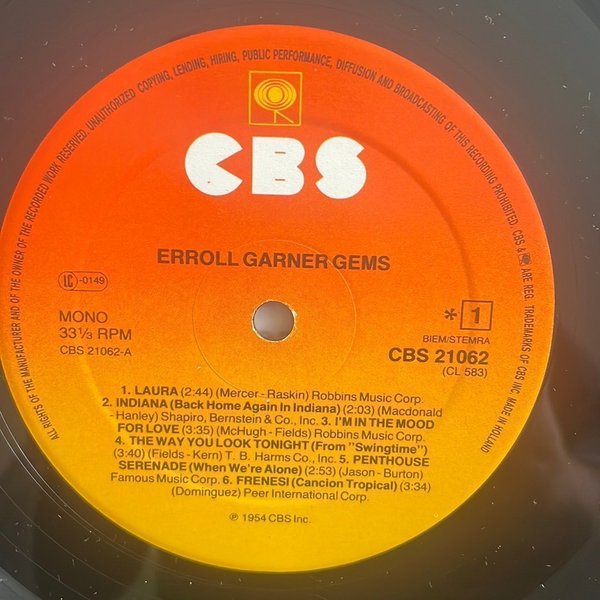 ALL RIGHTS OF THE MANUFACTURER AND OF THE OWNER OF THE RECORDED WORK RESERVED. UNAUTHORIZED COPYING, LENDING, HIRING, PUBLIC PERFORMANCE, DIFFUSION AND BROADCASTING OF THIS RECORDING PROHIBITED. CBS & ARE REG. TRADEMARKS OF CBS INC. MADE IN HOLLAND
CBS
ERROLL GARNER GEMS
LC-0149
MONO
33⅓ RPM
CBS 21062-A
*1
BIEM/STEMRA
CBS 21062
(CL 583)
1. LAURA (2:44) (Mercer-Raskin) Robbins Music Corp.
2. INDIANA (Back Home Again In Indiana) (2:03) (Macdonald
-Hanley) Shapiro, Bernstein & Co., Inc. 3. I'M IN THE MOOD
FOR LOVE (3:35) (McHugh-Fields) Robbins Music Corp.
4. THE WAY YOU LOOK TONIGHT (From "Swingtime")
(3:40) (Fields-Kern) T. B. Harms Co., Inc. 5. PENTHOUSE
SERENADE (When We're Alone) (2:53) (Jason-Burton)
Famous Music Corp. 6. FRENESI (Cancion Tropical) (3:34)
(Dominguez) Peer International Corp.
℗ 1954 CBS Inc.